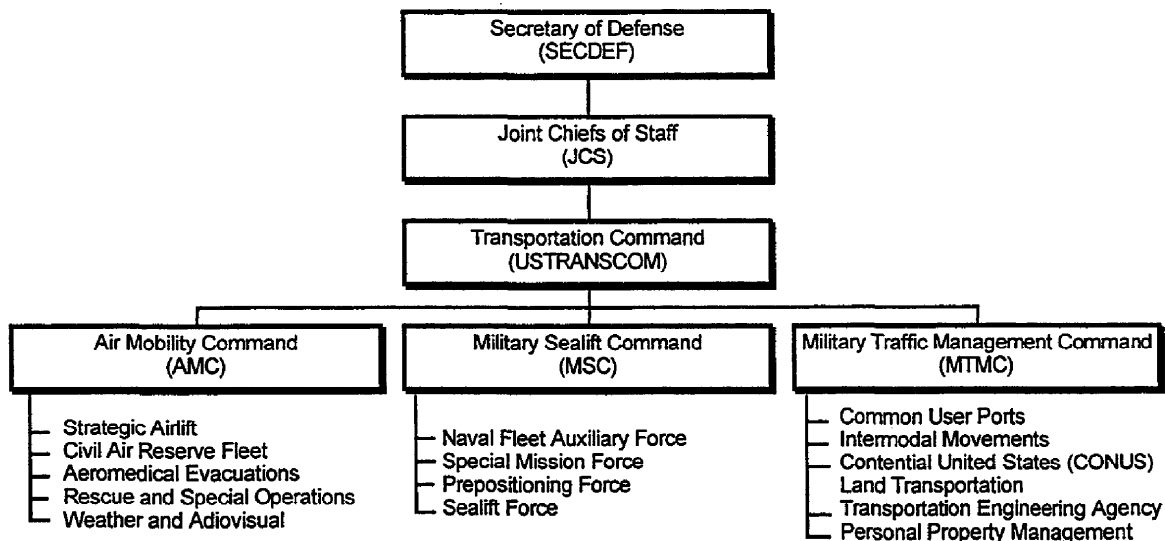 Secretary of Defense
(SECDEF)
Joint Chiefs of Staff
(JCS)
Transportation Command
(USTRANSCOM)
Air Mobility Command
(AMC)
Strategic Airlift
Civil Air Reserve Fleet
Aeromedical Evacuations
Rescue and Special Operations
Weather and Adiovisual
Military Sealift Command
(MSC)
Naval Fleet Auxiliary Force
Special Mission Force
Prepositioning Force
Sealift Force
Military Traffic Management Command
(MTMC)
Common User Ports
Intermodal Movements
Contential United States (CONUS)
Land Transportation
Transportation Engineering Agency
Personal Property Management